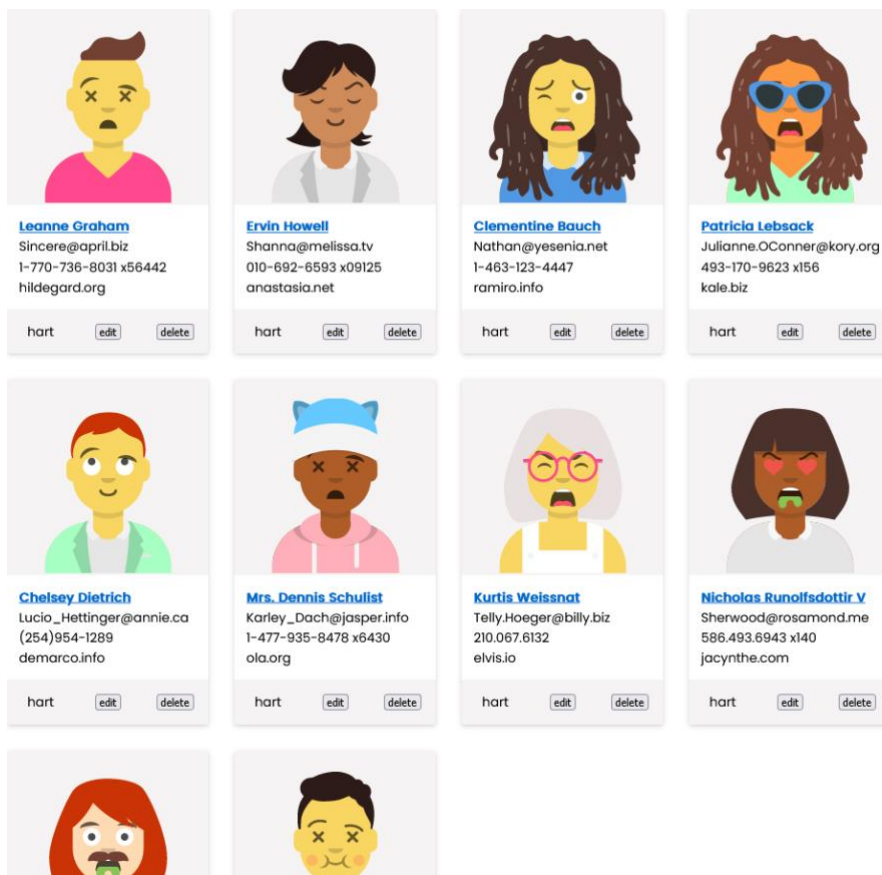 Leanne Graham
Sincere@april.biz
1-770-736-8031 x56442
hildegard.org
hart edit delete
Ervin Howell
Shanna@melissa.tv
010-692-6593 x09125
anastasia.net
hart edit delete
Clementine Bauch
Nathan@yesenia.net
1-463-123-4447
ramiro.info
hart edit delete
Patricia Lebsack
Julianne.OConner@kory.org
493-170-9623 x156
kale.biz
hart edit delete
Chelsey Dietrich
Lucio_Hettinger@annie.ca
(254)954-1289
demarco.info
hart edit delete
Mrs. Dennis Schulist
Karley_Dach@jasper.info
1-477-935-8478 x6430
ola.org
hart edit delete
Kurtis Weissnat
Telly.Hoeger@billy.biz
210.067.6132
elvis.io
hart edit delete
Nicholas Runolfsdottir V
Sherwood@rosamond.me
586.493.6943 x140
jacynthe.com
hart edit delete